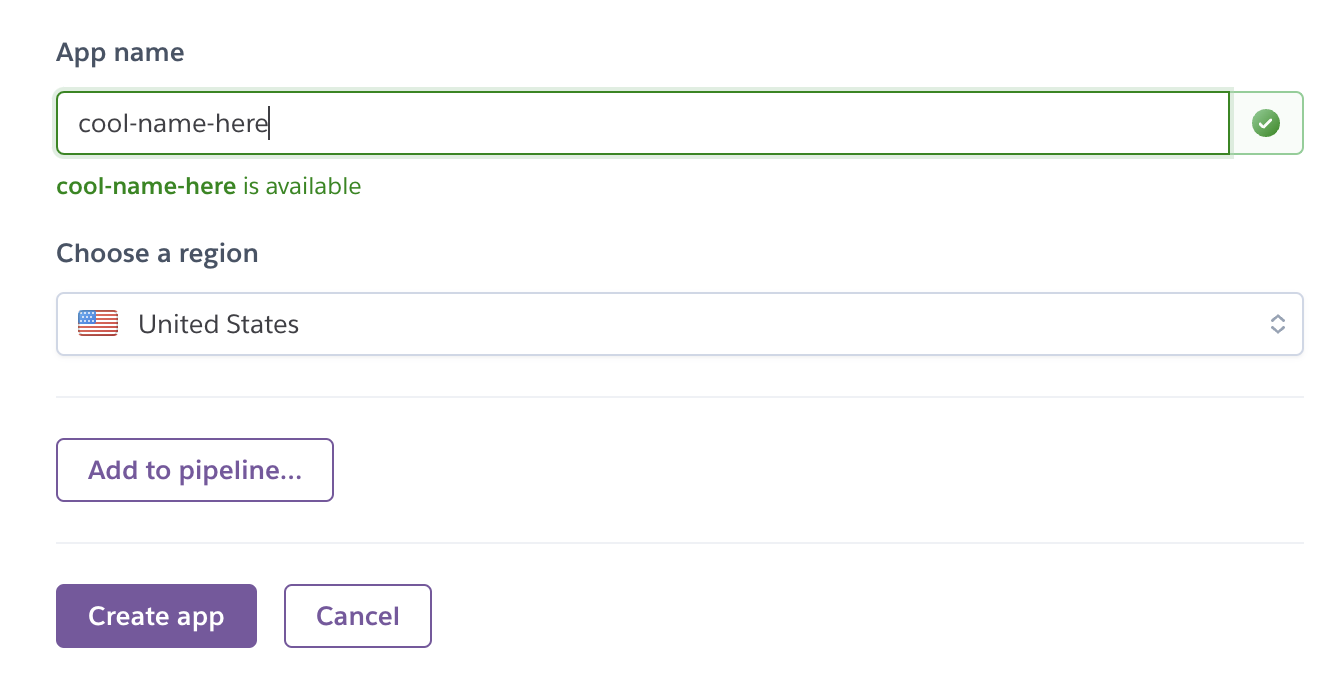 App name
cool-name-here
cool-name-here is available
Choose a region
United States
Add to pipeline...
Create app
Cancel